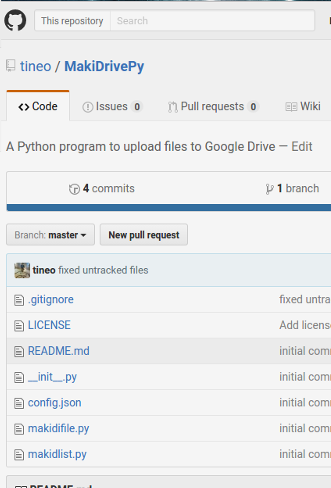 This repository Search
tineo / MakiDrivePy
Code Issues 0 Pull requests 0 Wiki
A Python program to upload files to Google Drive — Edit
4 commits 1 branch
Branch: master New pull request
tineo fixed untracked files
.gitignore fixed untra
LICENSE Add license
README.md initial com
__init__.py initial com
config.json initial com
makidifile.py initial com
makidlist.py initial com
README.md